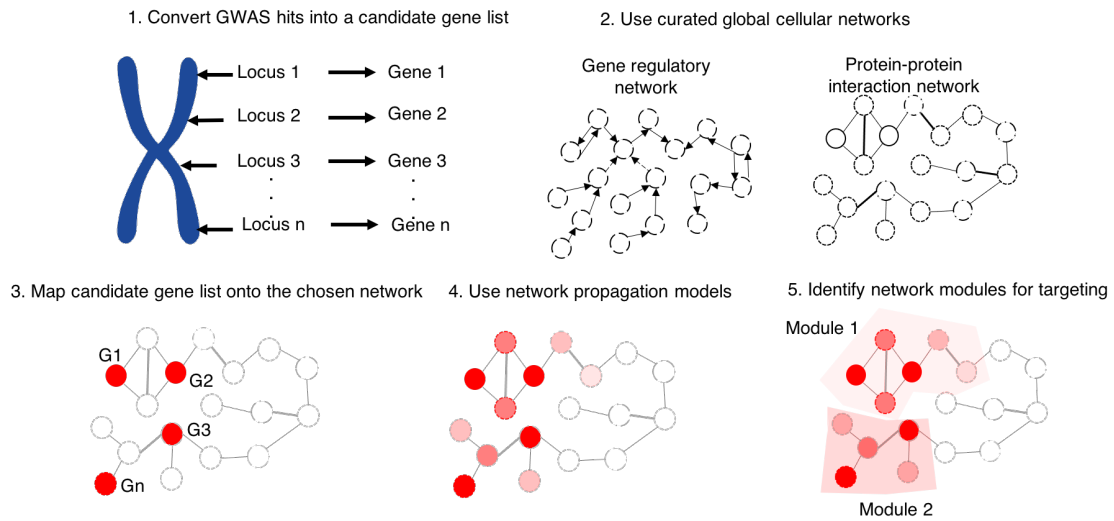 1. Convert GWAS hits into a candidate gene list
Locus 1
Gene 1
Locus 2
Gene 2
Locus 3
Gene 3
Locus n
Gene n
2. Use curated global cellular networks
Gene regulatory
network
Protein-protein
interaction network
3. Map candidate gene list onto the chosen network
G1
G2
G3
Gn
4. Use network propagation models
5. Identify network modules for targeting
Module 1
Module 2